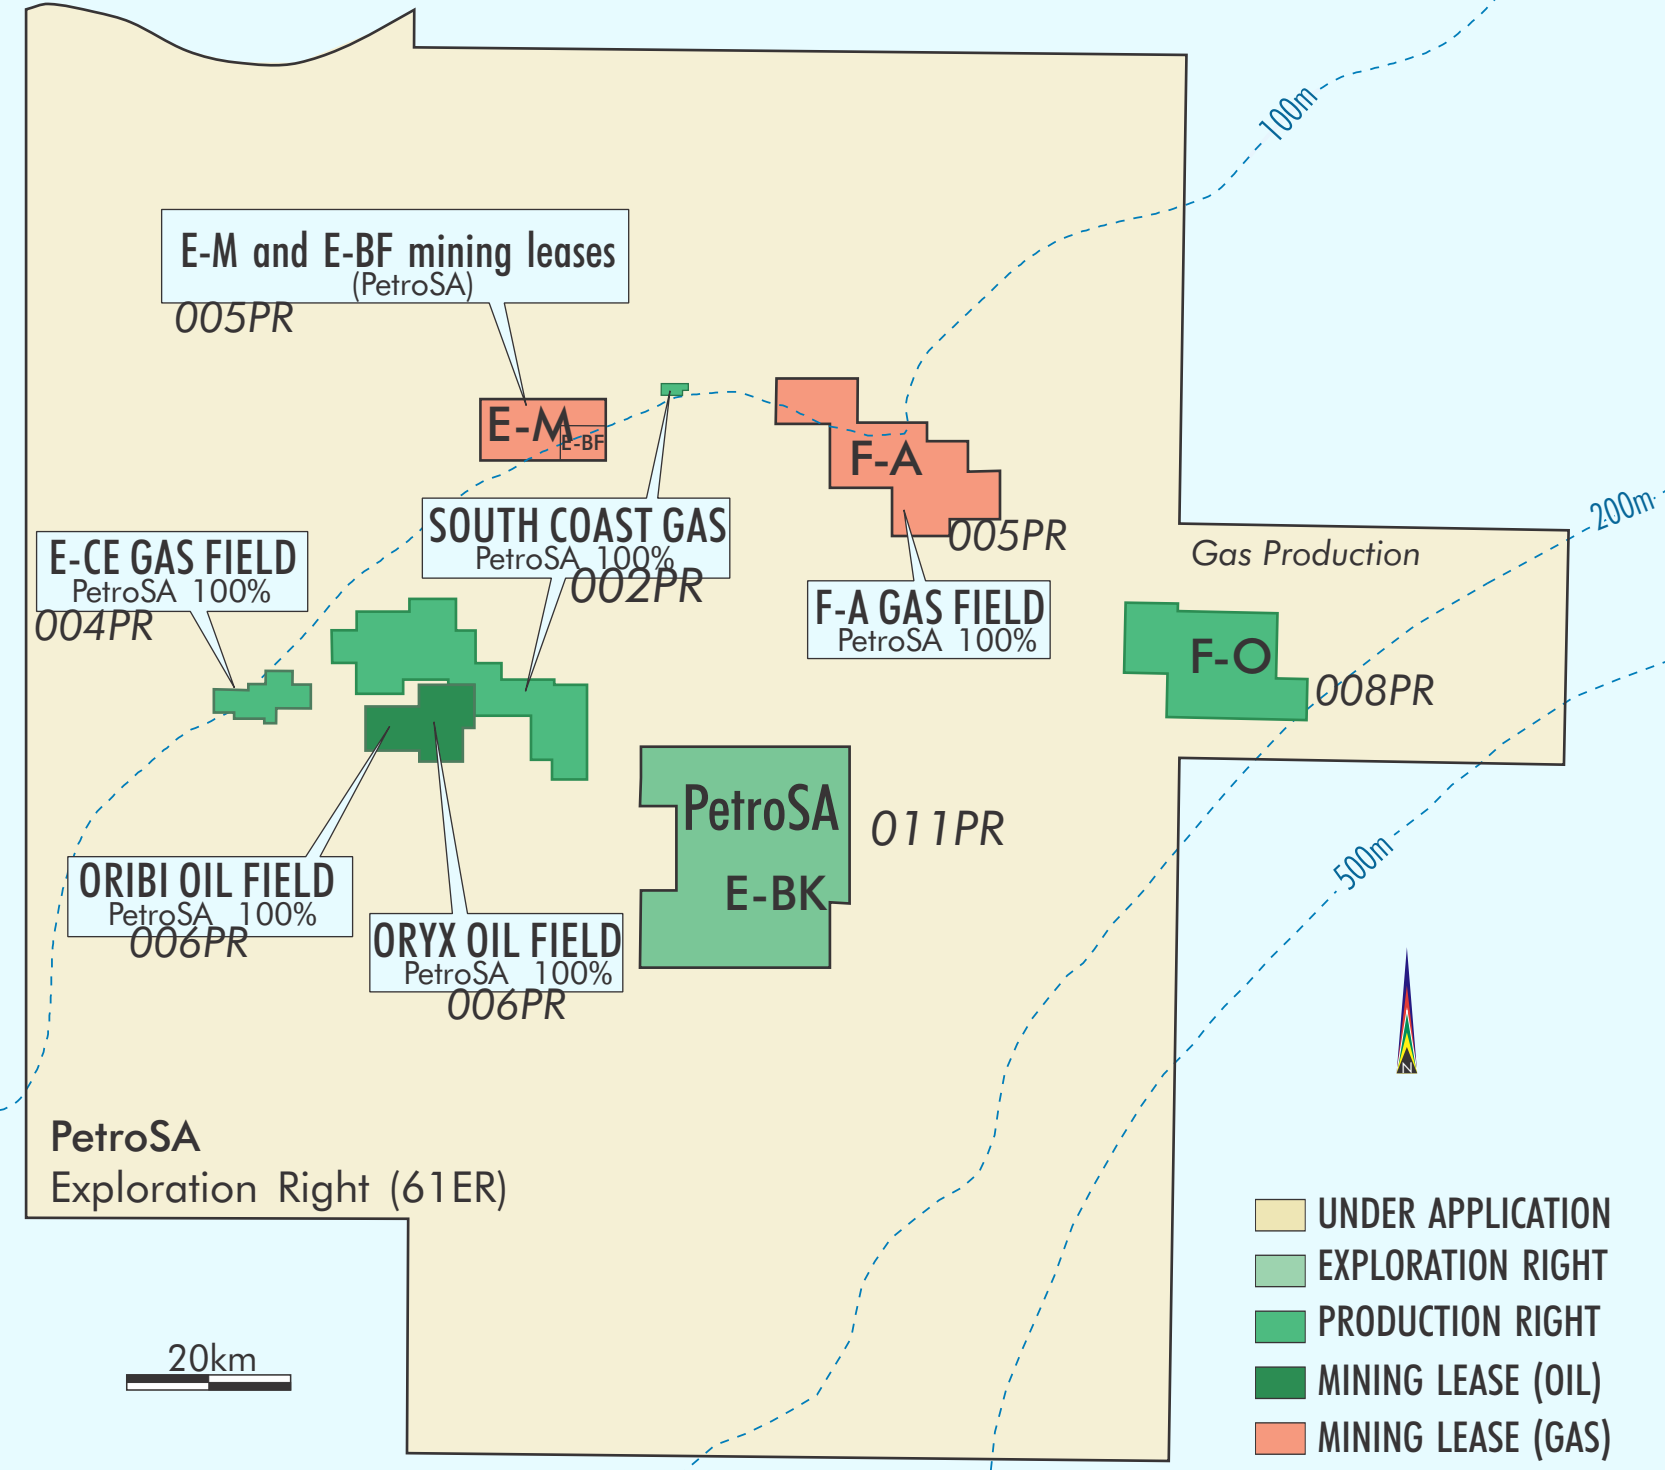 100m
E-M and E-BF mining leases
(PetroSA)
005PR
E-M
E-BF
F-A
005PR
SOUTH COAST GAS
PetroSA 100%
002PR
E-CE GAS FIELD
PetroSA 100%
004PR
F-A GAS FIELD
PetroSA 100%
200m
Gas Production
F-O
008PR
PetroSA
E-BK
011PR
500m
ORIBI OIL FIELD
PetroSA 100%
006PR
ORYX OIL FIELD
PetroSA 100%
006PR
N
PetroSA
Exploration Right (61ER)
20km
UNDER APPLICATION
EXPLORATION RIGHT
PRODUCTION RIGHT
MINING LEASE (OIL)
MINING LEASE (GAS)